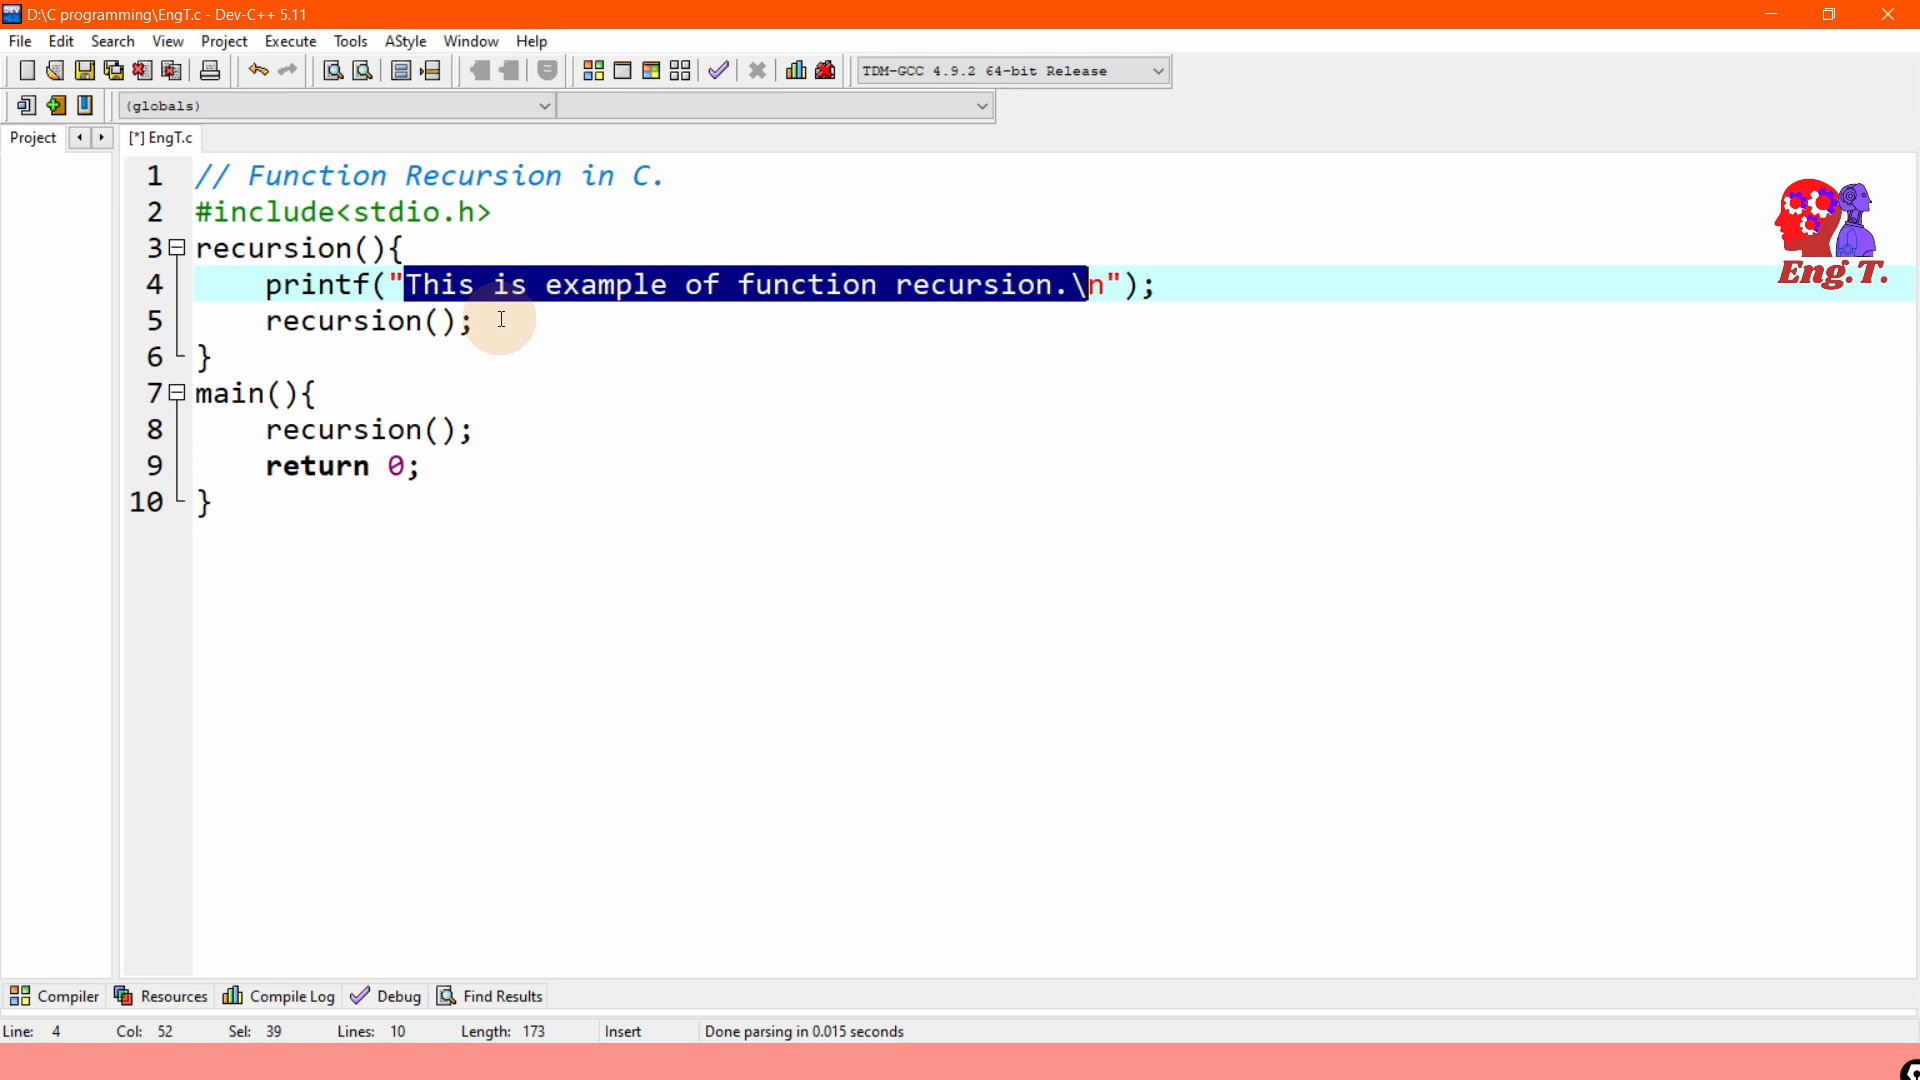 D:\C programming\EngT.c - Dev-C++ 5.11
File Edit Search View Project Execute Tools AStyle Window Help
TDM-GCC 4.9.2 64-bit Release
(globals)
Project [*] EngT.c
1 // Function Recursion in C.
2 #include<stdio.h>
3 recursion(){
4 printf("This is example of function recursion.\n");
5 recursion();
6 }
7 main(){
8 recursion();
9 return 0;
10 }
Eng.T.
Compiler Resources Compile Log Debug Find Results
Line: 4 Col: 52 Sel: 39 Lines: 10 Length: 173 Insert Done parsing in 0.015 seconds